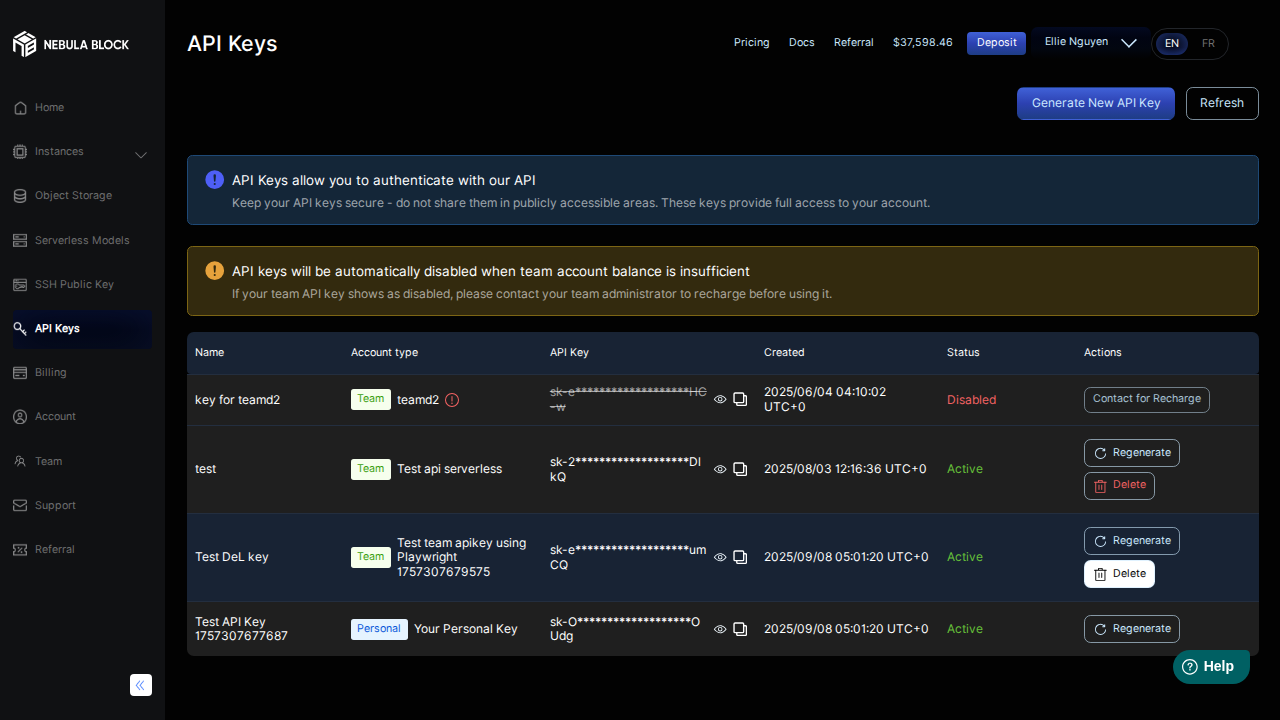 NEBULA BLOCK
API Keys
Pricing
Docs
Referral
$37,598.46
Deposit
Ellie Nguyen
EN
FR
Home
Instances
Object Storage
Serverless Models
SSH Public Key
API Keys
Billing
Account
Team
Support
Referral
Generate New API Key
Refresh
API Keys allow you to authenticate with our API
Keep your API keys secure - do not share them in publicly accessible areas. These keys provide full access to your account.
API keys will be automatically disabled when team account balance is insufficient
If your team API key shows as disabled, please contact your team administrator to recharge before using it.
Name
Account type
API Key
Created
Status
Actions
key for teamd2
Team
teamd2
sk-e*******************HC
-w
2025/06/04 04:10:02
UTC+0
Disabled
Contact for Recharge
test
Team
Test api serverless
sk-2*******************DI
kQ
2025/08/03 12:16:36 UTC+0
Active
Regenerate
Delete
Test DeL key
Team
Test team apikey using
Playwright
1757307679575
sk-e*******************um
CQ
2025/09/08 05:01:20 UTC+0
Active
Regenerate
Delete
Test API Key
1757307677687
Personal
Your Personal Key
sk-O*******************O
Udg
2025/09/08 05:01:20 UTC+0
Active
Regenerate
Help